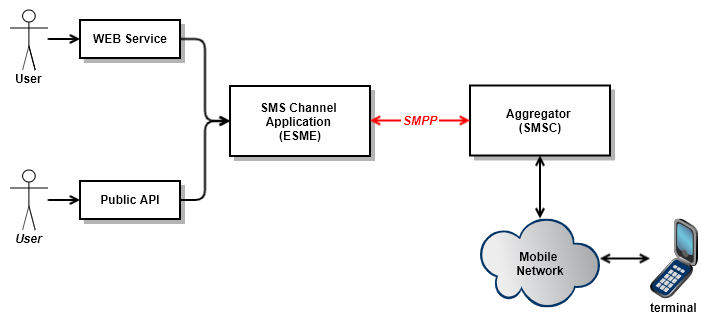 WEB Service
User
SMS Channel
Application
(ESME)
SMPP
Aggregator
(SMSC)
Public API
User
Mobile
Network
terminal